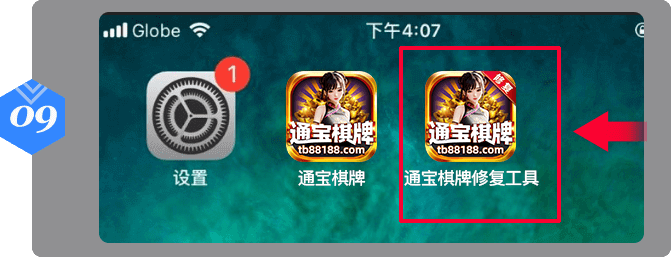 09
Globe
下午4:07
1
通宝棋牌
tb88188.com
修复
通宝棋牌
tb88188.com
设置
通宝棋牌
通宝棋牌修复工具